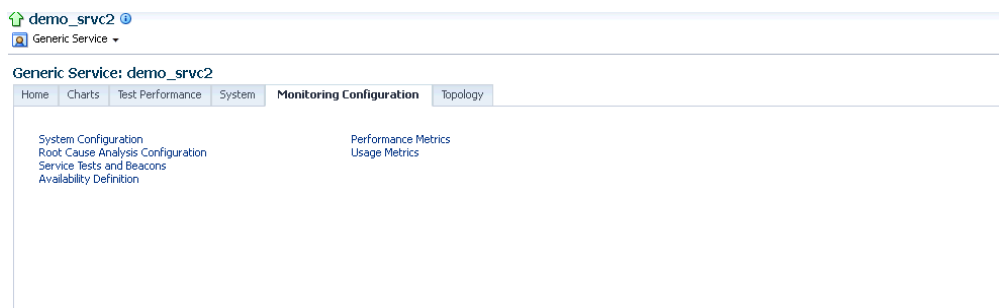 demo_srvc2
Generic Service
Generic Service: demo_srvc2
Home Charts Test Performance System Monitoring Configuration Topology
System Configuration Performance Metrics
Root Cause Analysis Configuration Usage Metrics
Service Tests and Beacons
Availability Definition